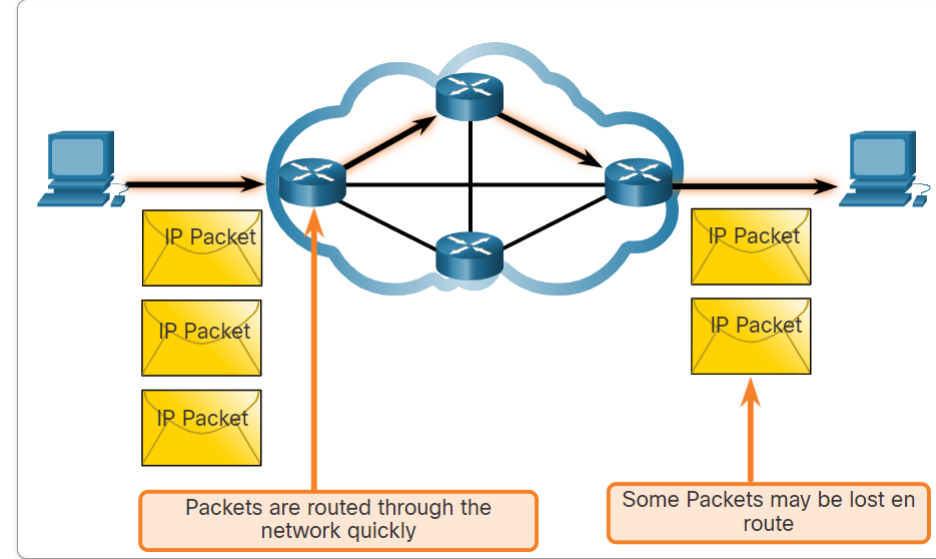 IP Packet
IP Packet
IP Packet
IP Packet
IP Packet
Packets are routed through the
network quickly
Some Packets may be lost en
route